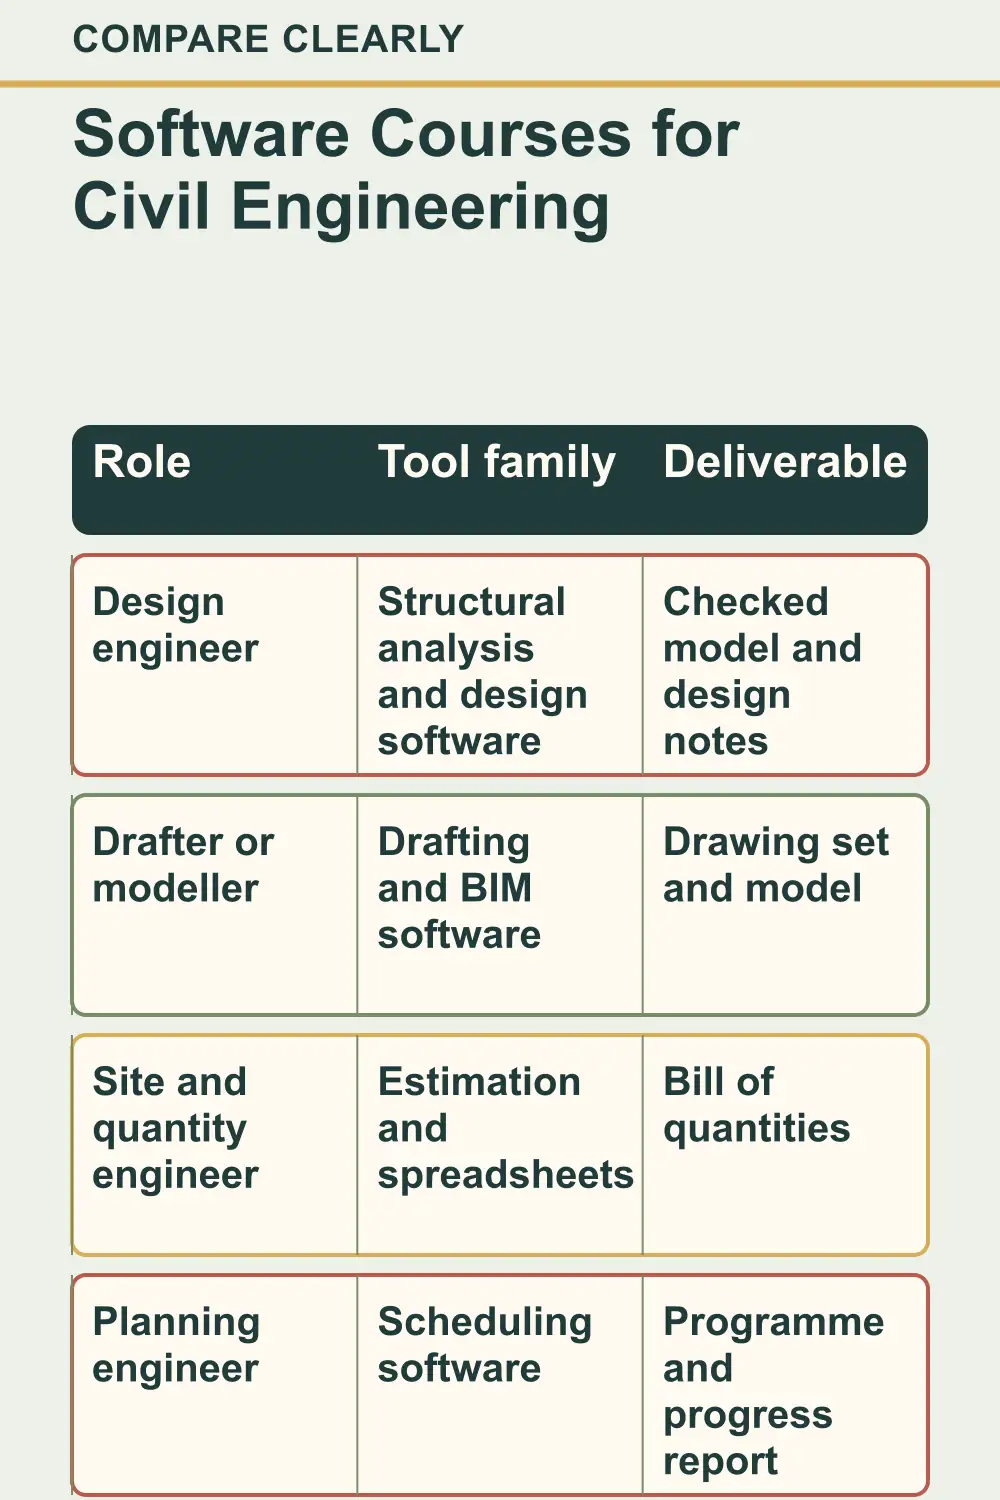 COMPARE CLEARLY
Software Courses for
Civil Engineering
Role
Tool family
Deliverable
Design
engineer
Structural
analysis
and design
software
Checked
model and
design
notes
Drafter or
modeller
Drafting
and BIM
software
Drawing set
and model
Site and
quantity
engineer
Estimation
and
spreadsheets
Bill of
quantities
Planning
engineer
Scheduling
software
Programme
and
progress
report